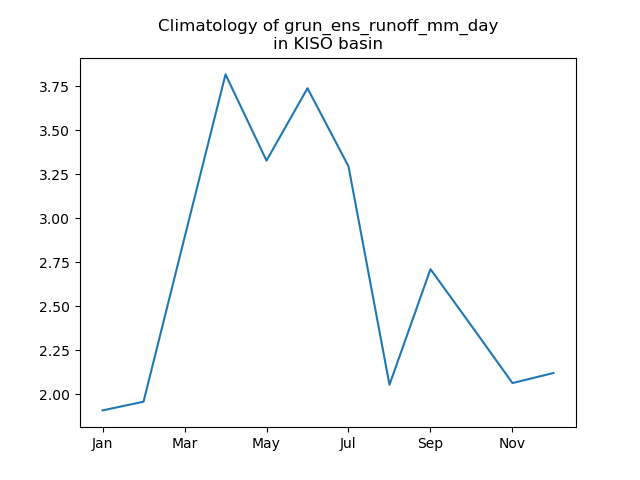 Climatology of grun_ens_runoff_mm_day
in KISO basin
3.75
3.50
3.25
3.00
2.75
2.50
2.25
2.00
Jan Mar May Jul Sep Nov